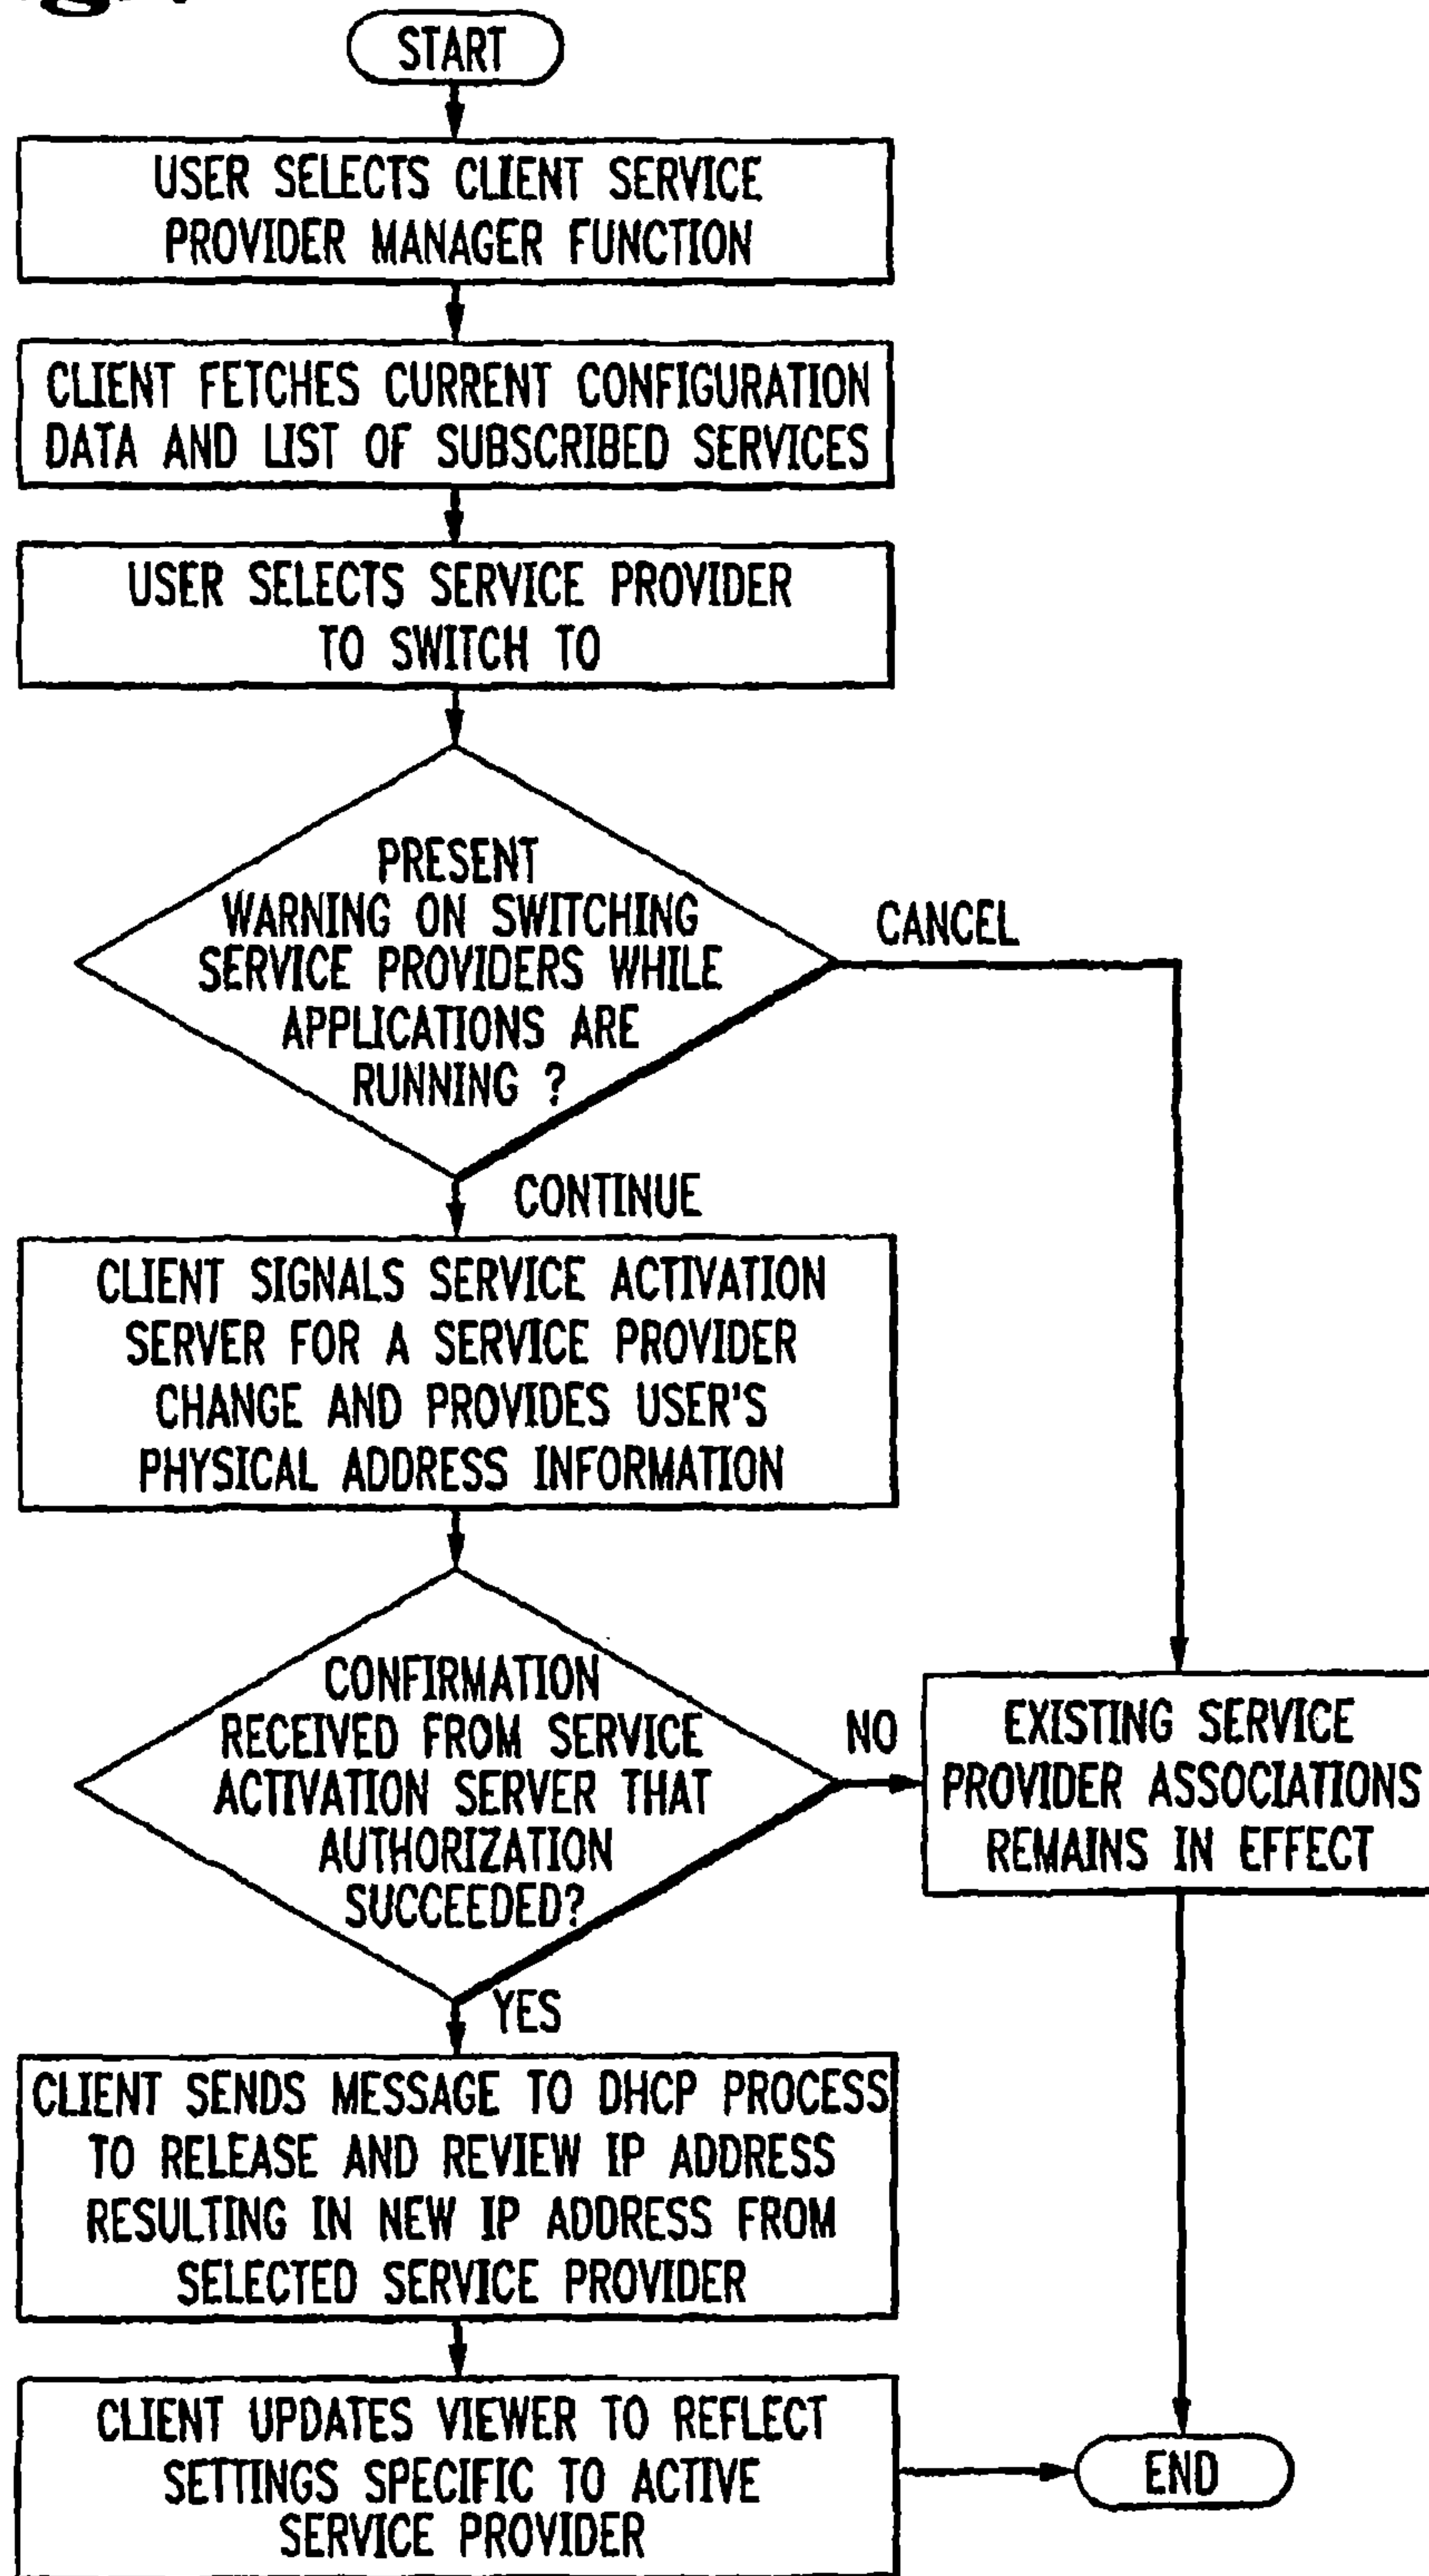 START
USER SELECTS CLIENT SERVICE
PROVIDER MANAGER FUNCTION
CLIENT FETCHES CURRENT CONFIGURATION
DATA AND LIST OF SUBSCRIBED SERVICES
USER SELECTS SERVICE PROVIDER
TO SWITCH TO
PRESENT
WARNING ON SWITCHING
SERVICE PROVIDERS WHILE
APPLICATIONS ARE
RUNNING ?
CANCEL
CONTINUE
CLIENT SIGNALS SERVICE ACTIVATION
SERVER FOR A SERVICE PROVIDER
CHANGE AND PROVIDES USER'S
PHYSICAL ADDRESS INFORMATION
CONFIRMATION
RECEIVED FROM SERVICE
ACTIVATION SERVER THAT
AUTHORIZATION
SUCCEEDED?
NO
EXISTING SERVICE
PROVIDER ASSOCIATIONS
REMAINS IN EFFECT
YES
CLIENT SENDS MESSAGE TO DHCP PROCESS
TO RELEASE AND REVIEW IP ADDRESS
RESULTING IN NEW IP ADDRESS FROM
SELECTED SERVICE PROVIDER
CLIENT UPDATES VIEWER TO REFLECT
SETTINGS SPECIFIC TO ACTIVE
SERVICE PROVIDER
END